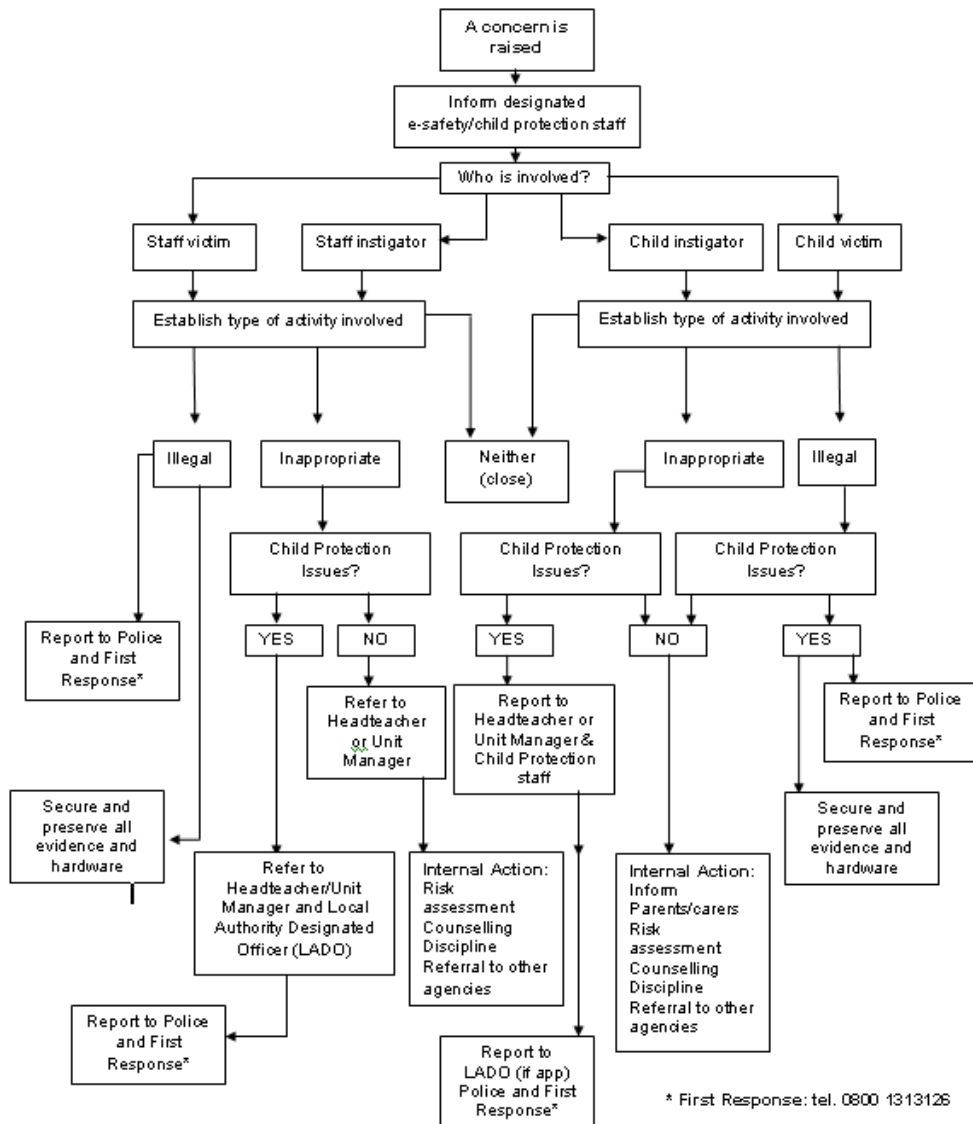 A concern is
raised
Inform designated
e-safety/child protection staff
Who is involved?
Staff victim
Staff instigator
Child instigator
Child victim
Establish type of activity involved
Establish type of activity involved
Illegal
Inappropriate
Neither
(close)
Inappropriate
Illegal
Child Protection
Issues?
Child Protection
Issues?
Child Protection
Issues?
Report to Police
and First
Response*
YES
NO
YES
NO
YES
Refer to
Headteacher
or Unit
Manager
Report to
Headteacher or
Unit Manager &
Child Protection
staff
Report to Police
and First
Response*
Secure and
preserve all
evidence and
hardware
Secure and
preserve all
evidence and
hardware
Refer to
Headteacher/Unit
Manager and Local
Authority Designated
Officer (LADO)
Internal Action:
Risk
assessment
Counselling
Discipline
Referral to other
agencies
Internal Action:
Inform
Parents/carers
Risk
assessment
Counselling
Discipline
Referral to other
agencies
Report to Police
and First
Response*
Report to
LADO (if app)
Police and First
Response*
* First Response: tel. 0800 1313126